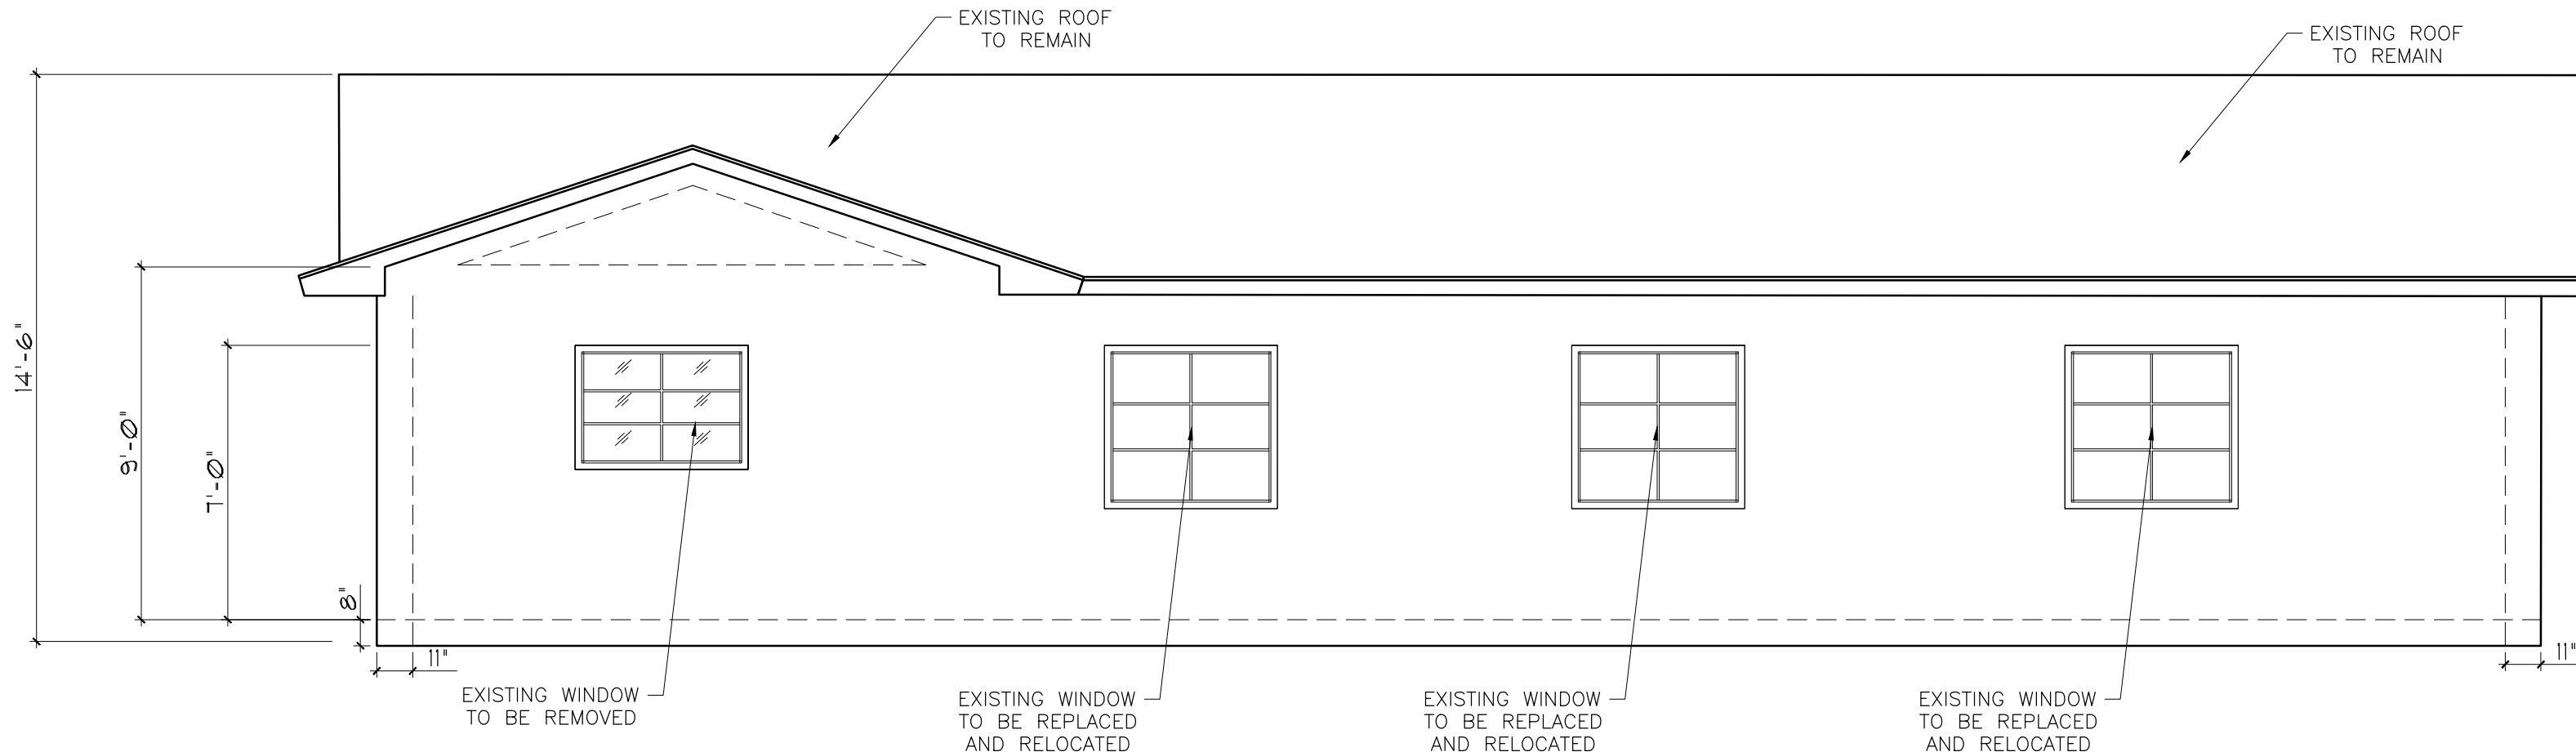 EXISTING ROOF
TO REMAIN
EXISTING ROOF
TO REMAIN
14'-6"
9'-0"
7'-0"
8"
11"
11"
EXISTING WINDOW
TO BE REMOVED
EXISTING WINDOW
TO BE REPLACED
AND RELOCATED
EXISTING WINDOW
TO BE REPLACED
AND RELOCATED
EXISTING WINDOW
TO BE REPLACED
AND RELOCATED